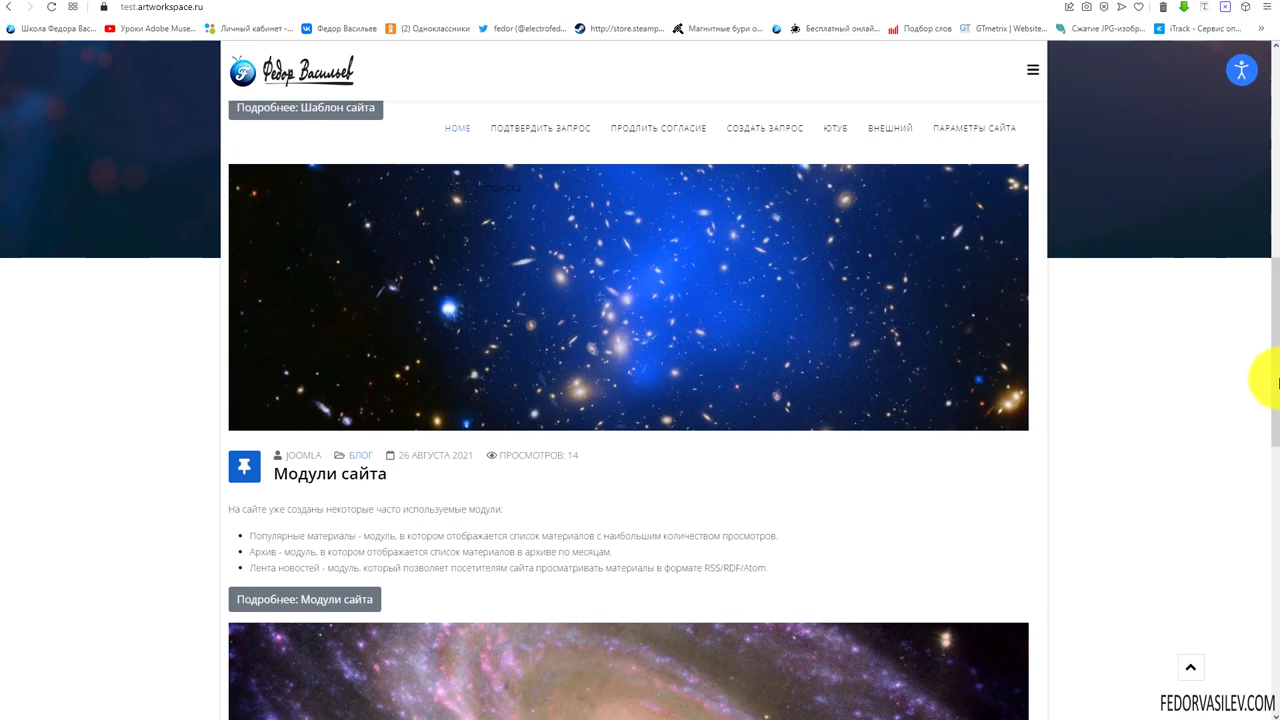 test.artworkspace.ru
Школа Федора Вас...
Уроки Adobe Muse...
Личный кабинет -...
Федор Васильев
(2) Одноклассники
fedor (@electrofed...
http://store.steamp...
Магнитные бури о...
Бесплатный онлай...
Подбор слов
GTmetrix | Website...
Сжатие JPG-изобр...
iTrack - Сервис оп...
Федор Васильев
Подробнее: Шаблон сайта
HOME ПОДТВЕРДИТЬ ЗАПРОС ПРОДЛИТЬ СОГЛАСИЕ СОЗДАТЬ ЗАПРОС ЮТУБ ВНЕШНИЙ ПАРАМЕТРЫ САЙТА
JOOMLA БЛОГ 26 АВГУСТА 2021 ПРОСМОТРОВ: 14
Модули сайта
На сайте уже созданы некоторые часто используемые модули:
Популярные материалы - модуль, в котором отображается список материалов с наибольшим количеством просмотров.
Архив - модуль, в котором отображается список материалов в архиве по месяцам.
Лента новостей - модуль, который позволяет посетителям сайта просматривать материалы в формате RSS/RDF/Atom.
Подробнее: Модули сайта
FEDORVASILEV.COM